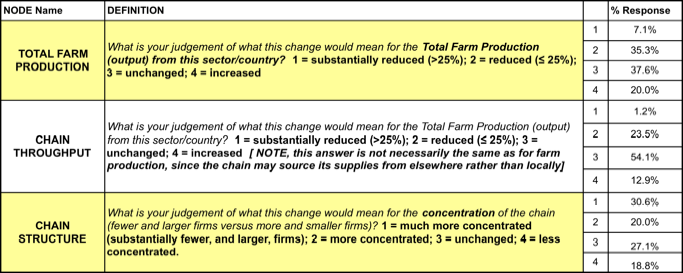 NODE Name DEFINITION % Response
TOTAL FARM
PRODUCTION
What is your judgement of what this change would mean for the Total Farm Production
(output) from this sector/country? 1 = substantially reduced (>25%); 2 = reduced (≤ 25%);
3 = unchanged; 4 = increased
1 7.1%
2 35.3%
3 37.6%
4 20.0%
CHAIN
THROUGHPUT
What is your judgement of what this change would mean for the Total Farm Production (output)
from this sector/country? 1 = substantially reduced (>25%); 2 = reduced (≤ 25%); 3 =
unchanged; 4 = increased [ NOTE, this answer is not necessarily the same as for farm
production, since the chain may source its supplies from elsewhere rather than locally]
1 1.2%
2 23.5%
3 54.1%
4 12.9%
CHAIN
STRUCTURE
What is your judgement of what this change would mean for the concentration of the chain
(fewer and larger firms versus more and smaller firms)? 1 = much more concentrated
(substantially fewer, and larger, firms); 2 = more concentrated; 3 = unchanged; 4 = less
concentrated.
1 30.6%
2 20.0%
3 27.1%
4 18.8%